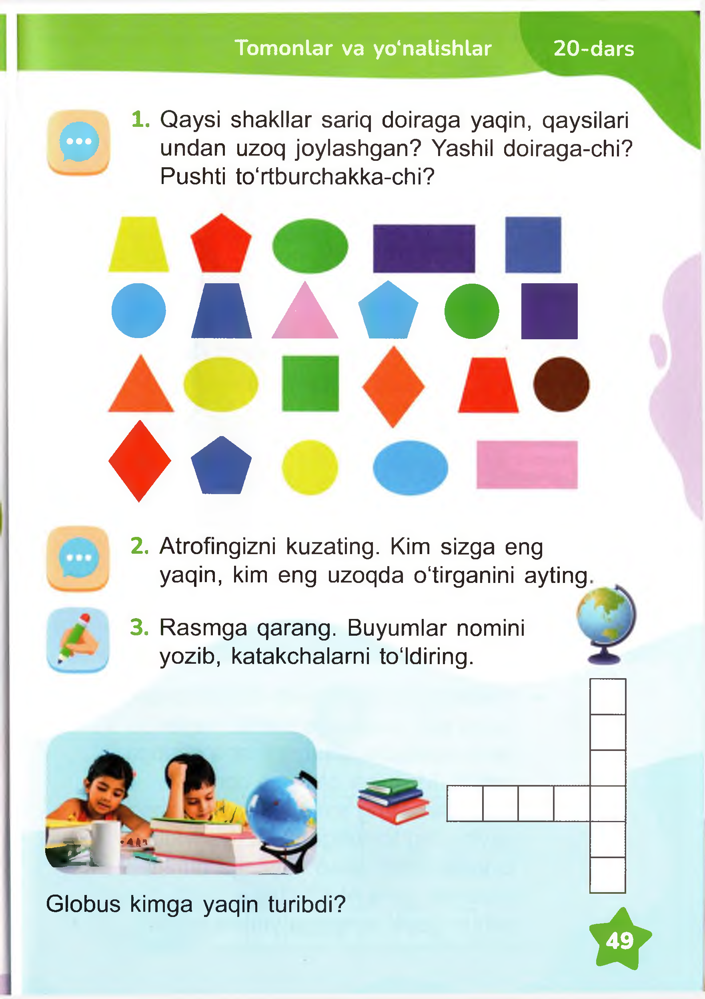 Tomonlar va yo‘nalishlar 20-dars
1. Qaysi shakllar sariq doiraga yaqin, qaysilari
undan uzoq joylashgan? Yashil doiraga-chi?
Pushti to‘rtburchakka-chi?
2. Atrofingizni kuzating. Kim sizga eng
yaqin, kim eng uzoqda o‘tirganini ayting.
3. Rasmga qarang. Buyumlar nomini
yozib, katakchalarni to‘ldiring.
Globus kimga yaqin turibdi?
49